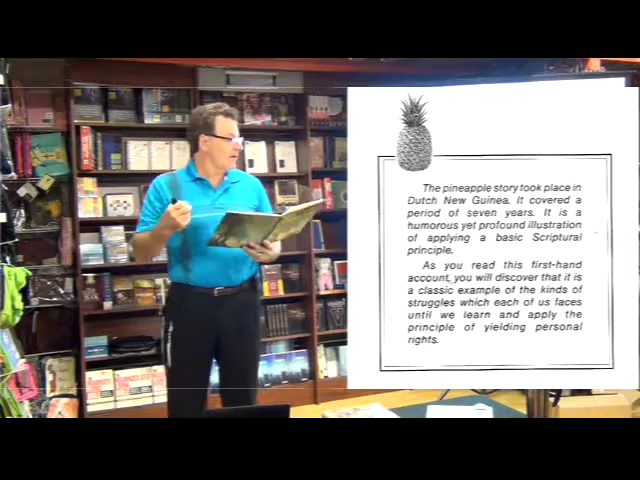 The pineapple story took place in
Dutch New Guinea. It covered a
period of seven years. It is a
humorous yet profound illustration
of applying a basic Scriptural
principle.
As you read this first-hand
account, you will discover that it is
a classic example of the kinds of
struggles which each of us faces
until we learn and apply the
principle of yielding personal
rights.